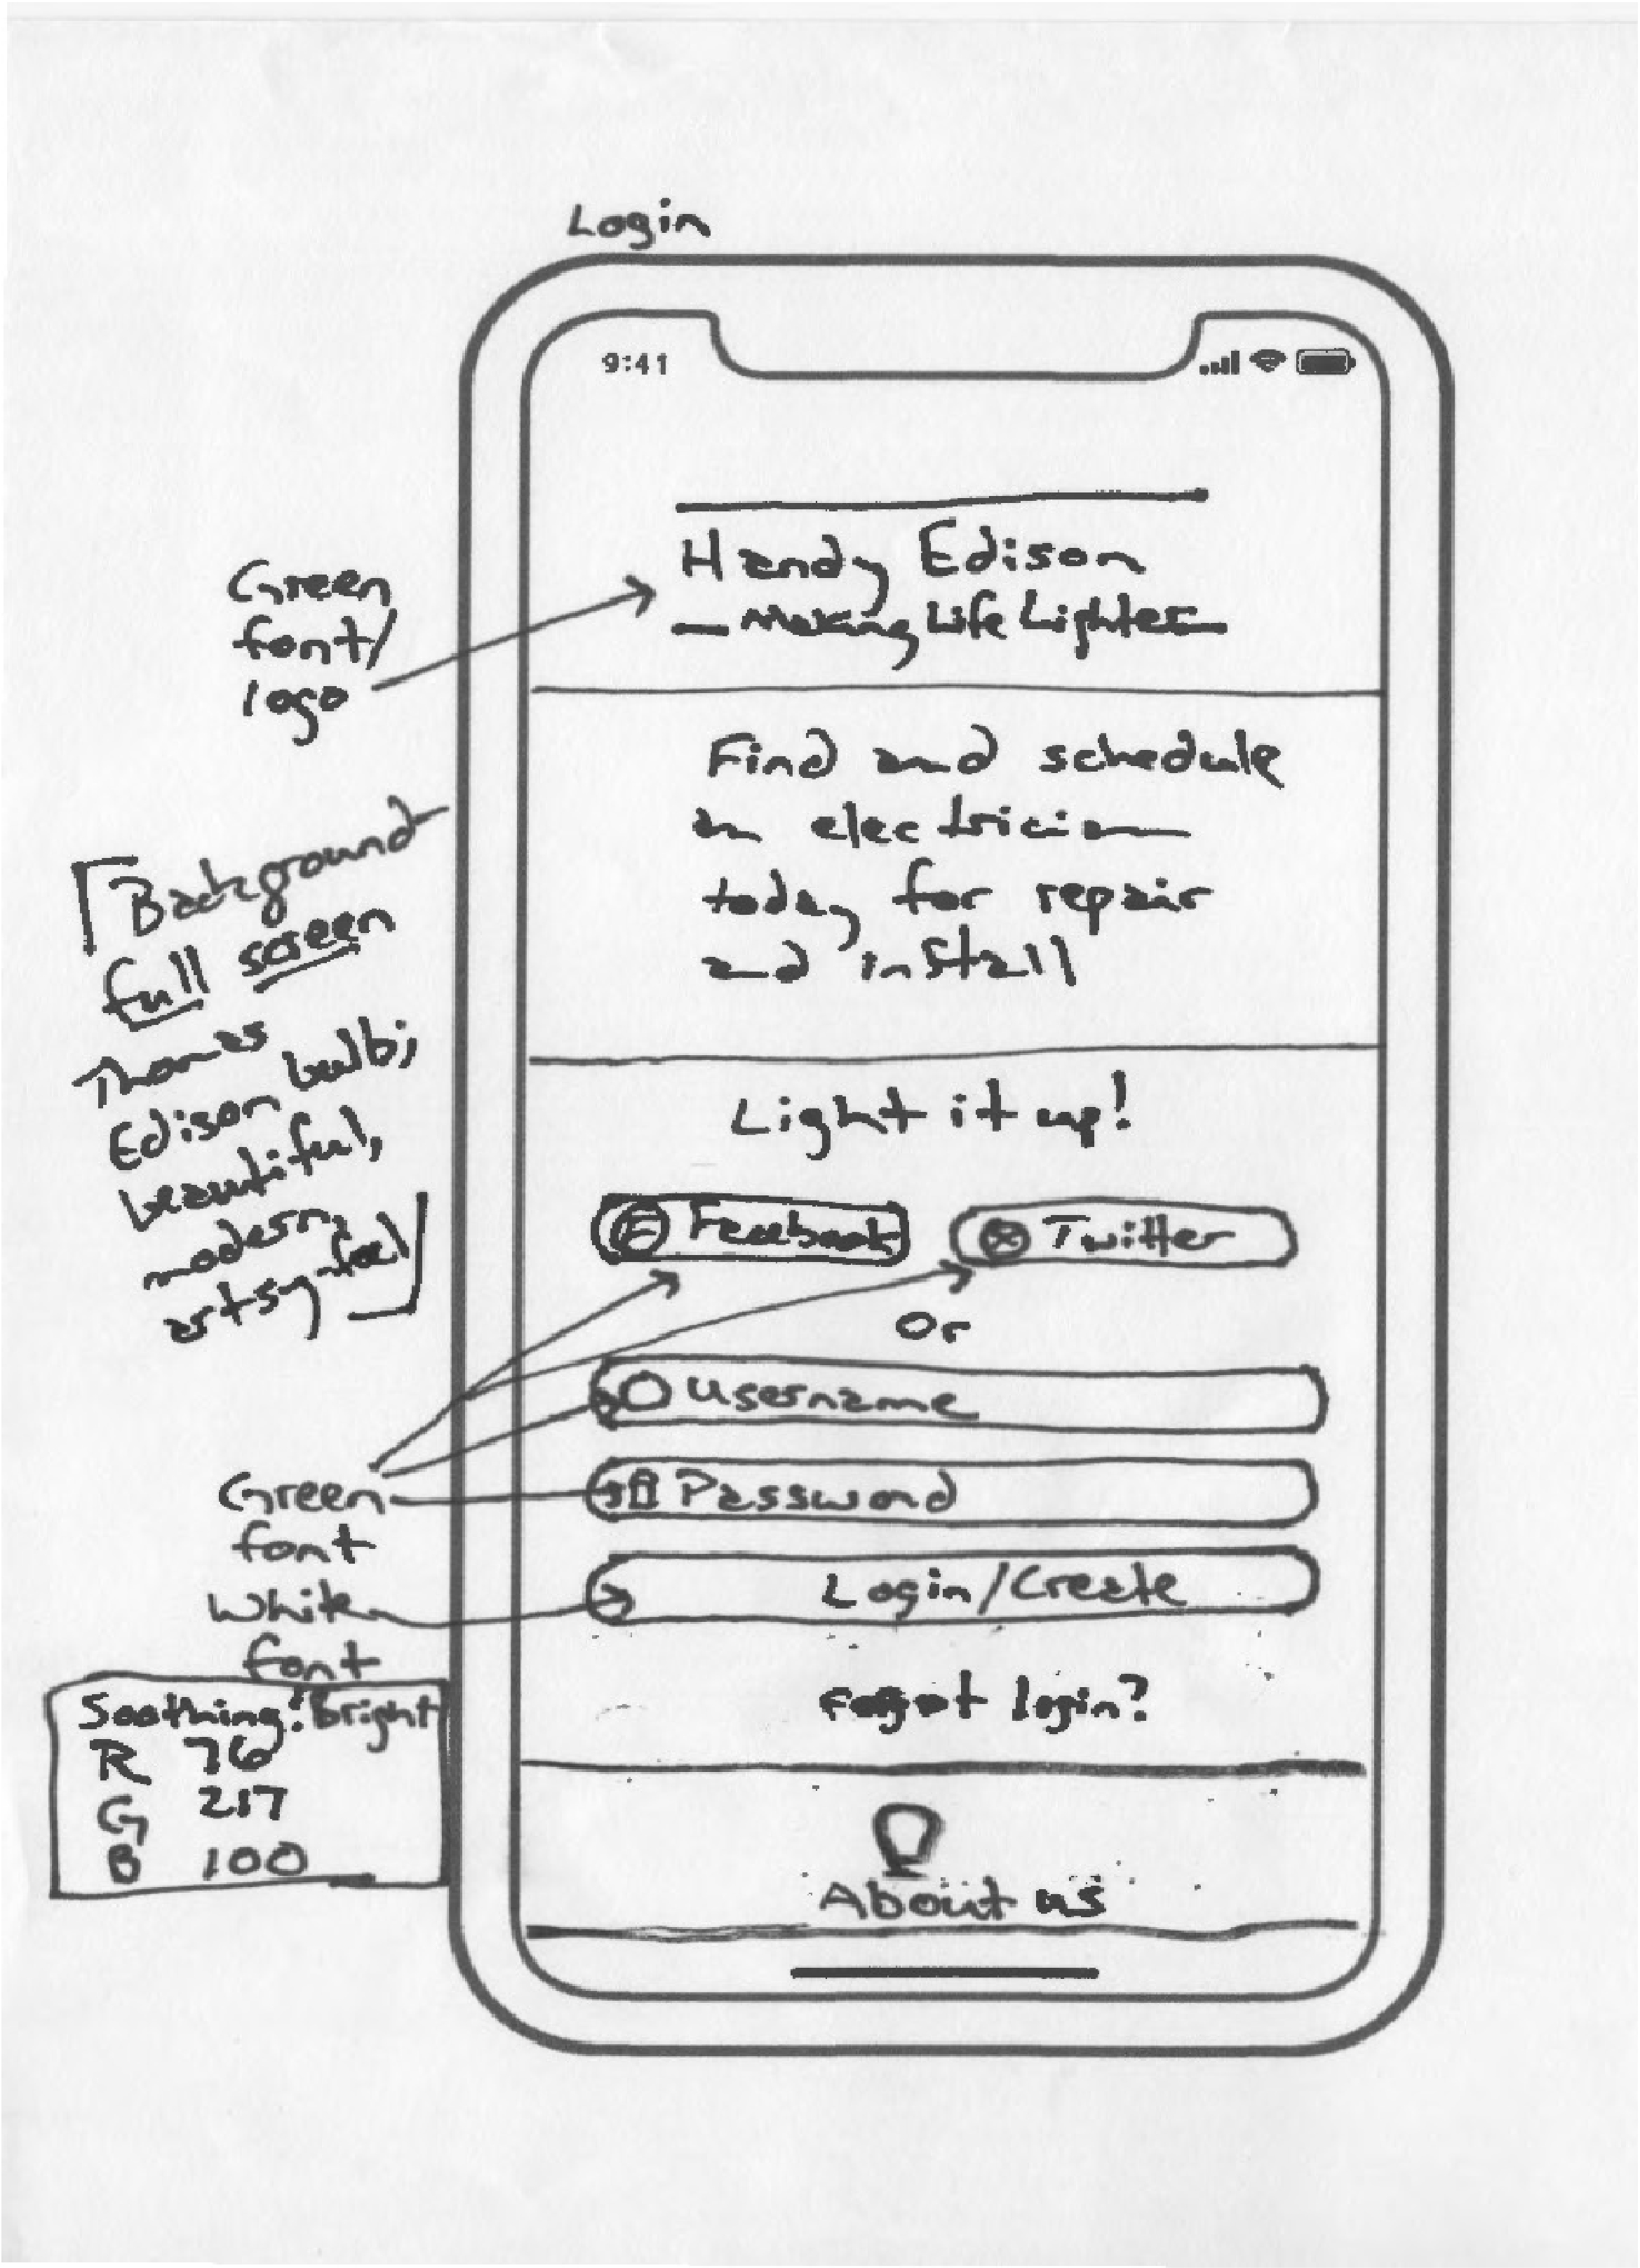 Login
9:41
Handy Edison
- Making Life Lighter -
Find and schedule
an electrician
today for repair
and install
Light it up!
F Facebook
Twitter
Or
Username
Password
Login/Create
Forgot login?
About us
Green
font/
logo
[Background
full screen
Thomas
Edison bulb;
beautiful,
modern,
artsy-feel]
Green
font
White
font
Soothing! Bright
R 76
G 217
B 100